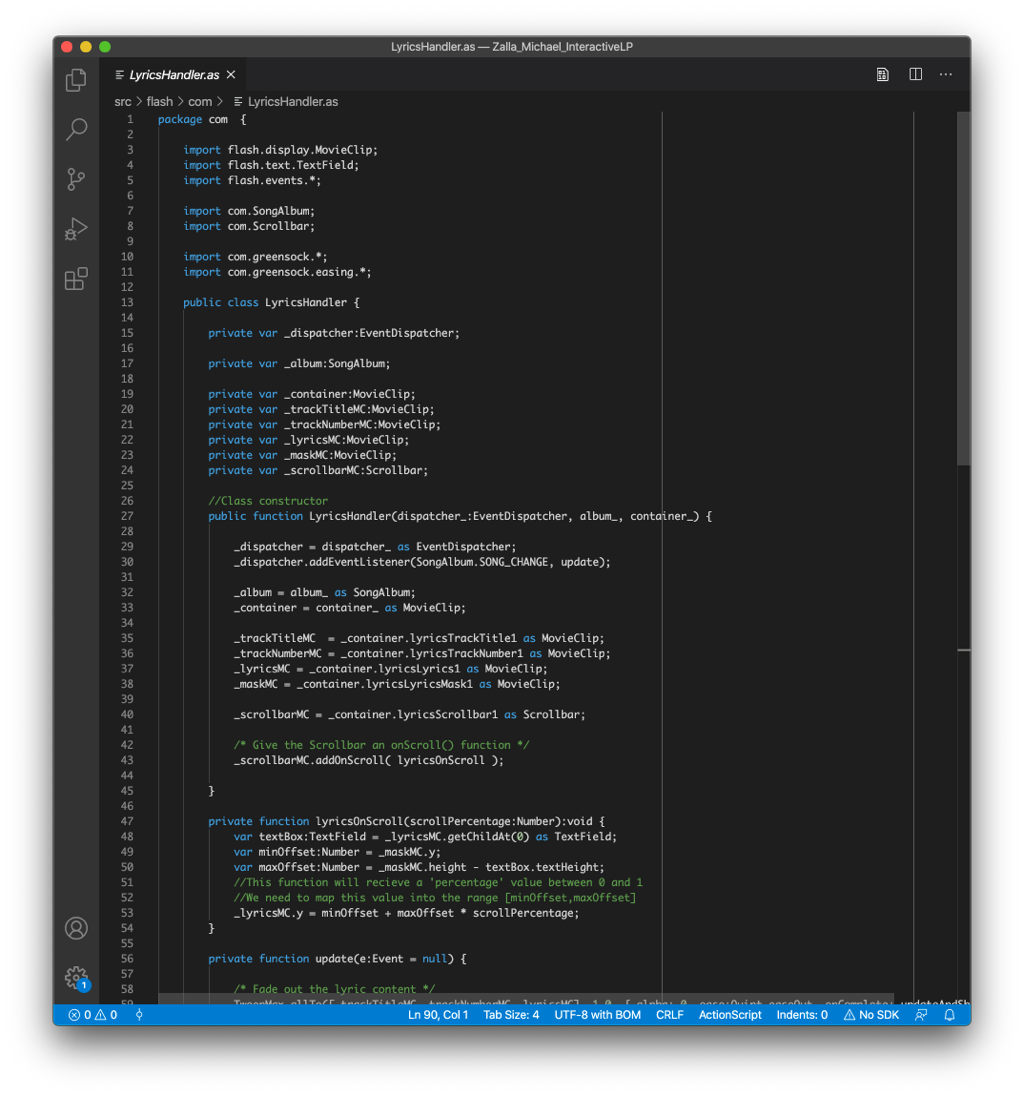 LyricsHandler.as — Zalla_Michael_InteractiveLP
LyricsHandler.as
src > flash > com > LyricsHandler.as
1 package com  {
2
3     import flash.display.MovieClip;
4     import flash.text.TextField;
5     import flash.events.*;
6
7     import com.SongAlbum;
8     import com.Scrollbar;
9
10     import com.greensock.*;
11     import com.greensock.easing.*;
12
13     public class LyricsHandler {
14
15         private var _dispatcher:EventDispatcher;
16
17         private var _album:SongAlbum;
18
19         private var _container:MovieClip;
20         private var _trackTitleMC:MovieClip;
21         private var _trackNumberMC:MovieClip;
22         private var _lyricsMC:MovieClip;
23         private var _maskMC:MovieClip;
24         private var _scrollbarMC:Scrollbar;
25
26         //Class constructor
27         public function LyricsHandler(dispatcher_:EventDispatcher, album_, container_) {
28
29             _dispatcher = dispatcher_ as EventDispatcher;
30             _dispatcher.addEventListener(SongAlbum.SONG_CHANGE, update);
31
32             _album = album_ as SongAlbum;
33             _container = container_ as MovieClip;
34
35             _trackTitleMC  = _container.lyricsTrackTitle1 as MovieClip;
36             _trackNumberMC = _container.lyricsTrackNumber1 as MovieClip;
37             _lyricsMC = _container.lyricsLyrics1 as MovieClip;
38             _maskMC = _container.lyricsLyricsMask1 as MovieClip;
39
40             _scrollbarMC = _container.lyricsScrollbar1 as Scrollbar;
41
42             /* Give the Scrollbar an onScroll() function */
43             _scrollbarMC.addOnScroll( lyricsOnScroll );
44
45         }
46
47         private function lyricsOnScroll(scrollPercentage:Number):void {
48             var textBox:TextField = _lyricsMC.getChildAt(0) as TextField;
49             var minOffset:Number = _maskMC.y;
50             var maxOffset:Number = _maskMC.height - textBox.textHeight;
51             //This function will recieve a 'percentage' value between 0 and 1
52             //We need to map this value into the range [minOffset,maxOffset]
53             _lyricsMC.y = minOffset + maxOffset * scrollPercentage;
54         }
55
56         private function update(e:Event = null) {
57
58             /* Fade out the lyric content */
59             TweenMax.allTo([ _trackTitleMC, _trackNumberMC, _lyricsMC], 1.0, { alpha: 0, ease:Quint.easeOut, onComplete:
1
0 0 Ln 90, Col 1 Tab Size: 4 UTF-8 with BOM CRLF ActionScript Indents: 0 No SDK